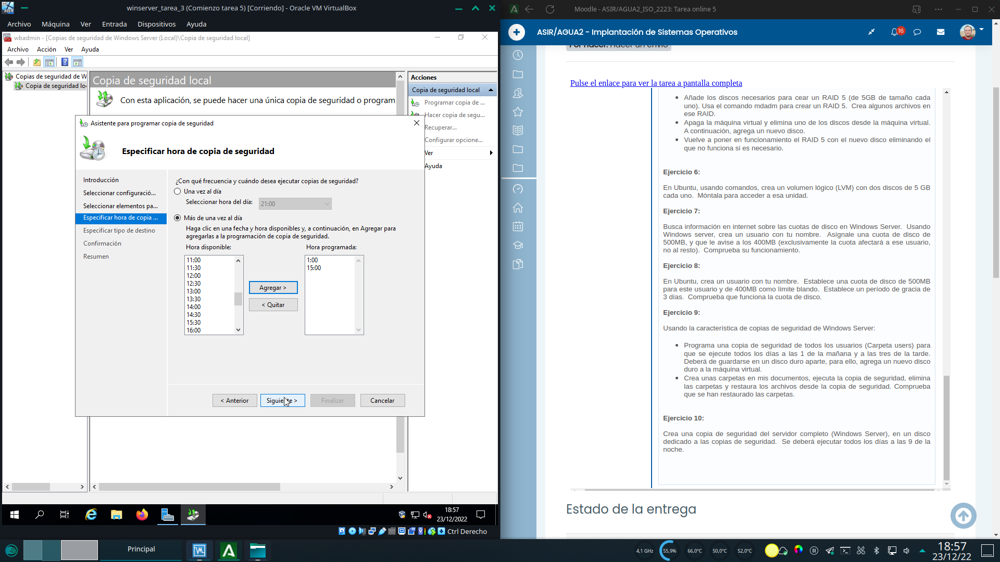 winserver_tarea_3 (Comienzo tarea 5) [Corriendo] - Oracle VM VirtualBox
Archivo Máquina Ver Entrada Dispositivos Ayuda
wbadmin - [Copias de seguridad de Windows Server (Local)\Copia de seguridad local]
Archivo Acción Ver Ayuda
Copias de seguridad de W
Copia de seguridad lo
Copia de seguridad local
Con esta aplicación, se puede hacer una única copia de seguridad o program
Acciones
Copia de seguridad local
Programar copia de ...
Hacer copia de segu...
Recuperar...
Configurar opcione...
Ver
Ayuda
Asistente para programar copia de seguridad
Especificar hora de copia de seguridad
Introducción
Seleccionar configuració...
Seleccionar elementos pa...
Especificar hora de copia ...
Especificar tipo de destino
Confirmación
Resumen
¿Con qué frecuencia y cuándo desea ejecutar copias de seguridad?
Una vez al día
Seleccionar hora del día: 21:00
Más de una vez al día
Haga clic en una fecha y hora disponibles y, a continuación, en Agregar para
agregarlas a la programación de copia de seguridad.
Hora disponible: Hora programada:
11:00
11:30
12:00
12:30
13:00
13:30
14:00
14:30
15:30
16:00
Agregar >
< Quitar
1:00
15:00
< Anterior Siguiente > Finalizar Cancelar
18:57
23/12/2022
Ctrl Derecho
Moodle - ASIR/AGUA2_ISO_2223: Tarea online 5
ASIR/AGUA2 - Implantación de Sistemas Operativos
16
Por hacer: Hacer un envío
Pulse el enlace para ver la tarea a pantalla completa
Añade los discos necesarios para cear un RAID 5 (de 5GB de tamaño cada
uno). Usa el comando mdadm para crear un RAID 5. Crea algunos archivos en
ese RAID.
Apaga la máquina virtual y elimina uno de los discos desde la máquina virtual.
A continuación, agrega un nuevo disco.
Vuelve a poner en funcionamiento el RAID 5 con el nuevo disco eliminando el
que no funciona si es necesario.
Ejercicio 6:
En Ubuntu, usando comandos, crea un volumen lógico (LVM) con dos discos de 5 GB
cada uno. Móntala para acceder a esa unidad.
Ejercicio 7:
Busca información en internet sobre las cuotas de disco en Windows Server. Usando
Windows server, crea un usuario con tu nombre. Asígnale una cuota de disco de
500MB, y que le avise a los 400MB (exclusivamente la cuota afectará a ese usuario,
no al resto). Comprueba su funcionamiento.
Ejercicio 8:
En Ubuntu, crea un usuario con tu nombre. Establece una cuota de disco de 500MB
para este usuario y de 400MB como límite blando. Establece un período de gracia de
3 días. Comprueba que funciona la cuota de disco.
Ejercicio 9:
Usando la característica de copias de seguridad de Windows Server:
Programa una copia de seguridad de todos los usuarios (Carpeta users) para
que se ejecute todos los días a las 1 de la mañana y a las tres de la tarde.
Deberá de guardarse en un disco duro aparte, para ello, agrega un nuevo disco
duro a la máquina virtual.
Crea unas carpetas en mis documentos, ejecuta la copia de seguridad, elimina
las carpetas y restaura los archivos desde la copia de seguridad. Comprueba
que se han restaurado las carpetas.
Ejercicio 10:
Crea una copia de seguridad del servidor completo (Windows Server), en un disco
dedicado a las copias de seguridad. Se deberá ejecutar todos los días a las 9 de la
noche.
Estado de la entrega
Principal
4,1 GHz 55,9% 66,0°C 50,0°C 52,0°C
18:57
23/12/22